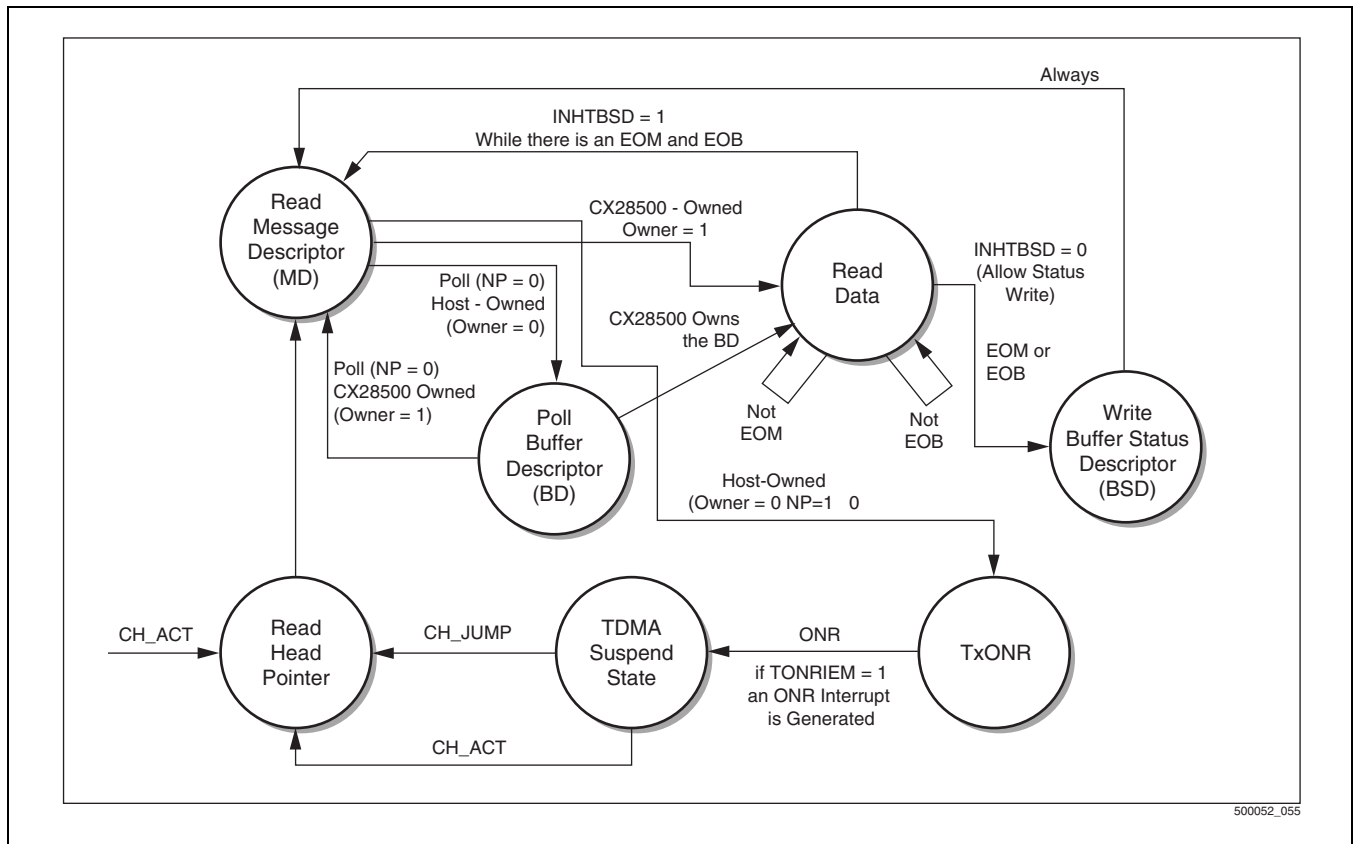 Always
INHTBSD = 1
While there is an EOM and EOB
Read
Message
Descriptor
(MD)
CX28500 - Owned
Owner = 1
Read
Data
INHTBSD = 0
(Allow Status
Write)
Poll (NP = 0)
Host - Owned
(Owner = 0)
CX28500 Owns
the BD
EOM or
EOB
Poll (NP = 0)
CX28500 Owned
(Owner = 1)
Poll
Buffer
Descriptor
(BD)
Not
EOM
Not
EOB
Write
Buffer Status
Descriptor
(BSD)
Host-Owned
(Owner = 0 NP=1 0
CH_ACT
Read
Head
Pointer
CH_JUMP
TDMA
Suspend
State
ONR
if TONRIEM = 1
an ONR Interrupt
is Generated
TxONR
CH_ACT
500052_055